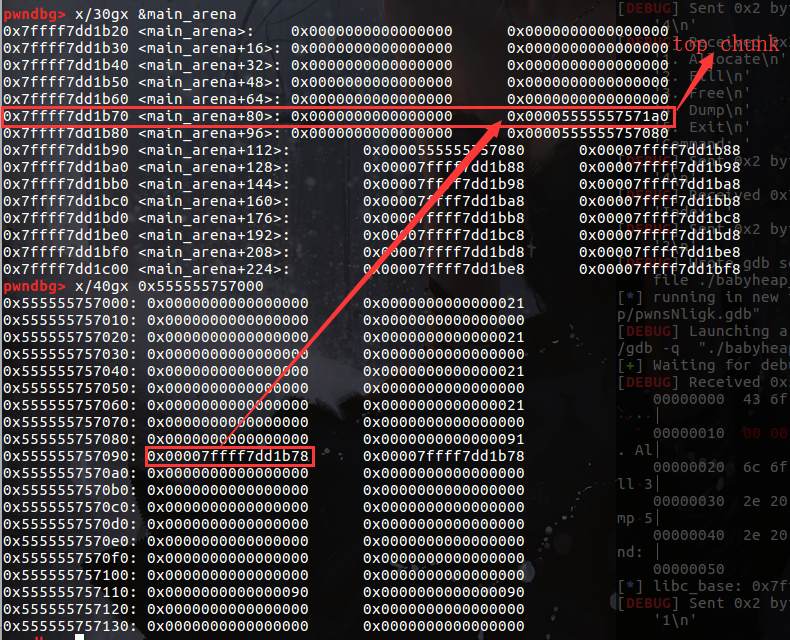 pwndbg> x/30gx &main_arena
0x7ffff7dd1b20 <main_arena>: 0x0000000000000000 0x0000000000000000
0x7ffff7dd1b30 <main_arena+16>: 0x0000000000000000 0x0000000000000000
0x7ffff7dd1b40 <main_arena+32>: 0x0000000000000000 0x0000000000000000
0x7ffff7dd1b50 <main_arena+48>: 0x0000000000000000 0x0000000000000000
0x7ffff7dd1b60 <main_arena+64>: 0x0000000000000000 0x0000000000000000
0x7ffff7dd1b70 <main_arena+80>: 0x0000000000000000 0x00005555557571a0
0x7ffff7dd1b80 <main_arena+96>: 0x0000000000000000 0x0000555555757080
0x7ffff7dd1b90 <main_arena+112>: 0x0000555555757080 0x00007ffff7dd1b88
0x7ffff7dd1ba0 <main_arena+128>: 0x00007ffff7dd1b88 0x00007ffff7dd1b98
0x7ffff7dd1bb0 <main_arena+144>: 0x00007ffff7dd1b98 0x00007ffff7dd1ba8
0x7ffff7dd1bc0 <main_arena+160>: 0x00007ffff7dd1ba8 0x00007ffff7dd1bb8
0x7ffff7dd1bd0 <main_arena+176>: 0x00007ffff7dd1bb8 0x00007ffff7dd1bc8
0x7ffff7dd1be0 <main_arena+192>: 0x00007ffff7dd1bc8 0x00007ffff7dd1bd8
0x7ffff7dd1bf0 <main_arena+208>: 0x00007ffff7dd1bd8 0x00007ffff7dd1be8
0x7ffff7dd1c00 <main_arena+224>: 0x00007ffff7dd1be8 0x00007ffff7dd1bf8
pwndbg> x/40gx 0x555555757000
0x555555757000: 0x0000000000000000 0x0000000000000021
0x555555757010: 0x0000000000000000 0x0000000000000000
0x555555757020: 0x0000000000000000 0x0000000000000021
0x555555757030: 0x0000000000000000 0x0000000000000000
0x555555757040: 0x0000000000000000 0x0000000000000021
0x555555757050: 0x0000000000000000 0x0000000000000000
0x555555757060: 0x0000000000000000 0x0000000000000021
0x555555757070: 0x0000000000000000 0x0000000000000000
0x555555757080: 0x0000000000000000 0x0000000000000091
0x555555757090: 0x00007ffff7dd1b78 0x00007ffff7dd1b78
0x5555557570a0: 0x0000000000000000 0x0000000000000000
0x5555557570b0: 0x0000000000000000 0x0000000000000000
0x5555557570c0: 0x0000000000000000 0x0000000000000000
0x5555557570d0: 0x0000000000000000 0x0000000000000000
0x5555557570e0: 0x0000000000000000 0x0000000000000000
0x5555557570f0: 0x0000000000000000 0x0000000000000000
0x555555757100: 0x0000000000000000 0x0000000000000000
0x555555757110: 0x0000000000000090 0x0000000000000090
0x555555757120: 0x0000000000000000 0x0000000000000000
0x555555757130: 0x0000000000000000 0x0000000000000000
top chunk
[DEBUG] Sent 0x2 by
'4\n'
1. Allocate\n'
Fill\n'
Free\n'
Dump\n'
Exit\n'
Sent 0x2 by
file ./babyheap
[*] running in new
p/pwnsNligk.gdb"
[DEBUG] Launching a
/gdb -q "./babyheap
[+] Waiting for deb
[DEBUG] Received 0x
00000000 43 6f
00000010 00 00
. Al
00000020 6c 6f
ll 3
00000030 2e 20
mp 5
00000040 2e 20
nd:
00000050
[*] libc_base: 0x7f
[DEBUG] Sent 0x2 by
'1\n'